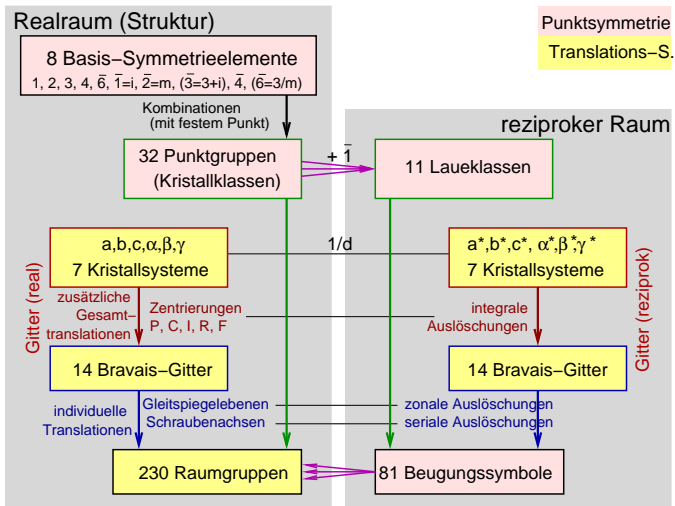 Realraum (Struktur)
Punktsymmetrie
Translations−S.
8 Basis−Symmetrieelemente
1, 2, 3, 4, 6̅, 1̅=i, 2̅=m, (3̅=3+i), 4̅, (6̅=3/m)
Kombinationen
(mit festem Punkt)
reziproker Raum
32 Punktgruppen
(Kristallklassen)
+ 1̅
11 Laueklassen
a,b,c,α,β,γ
7 Kristallsysteme
1/d
a*,b*,c*, α*,β*,γ*
7 Kristallsysteme
Gitter (real)
zusätzliche
Gesamt−
translationen
Zentrierungen
P, C, I, R, F
integrale
Auslöschungen
Gitter (reziprok)
14 Bravais−Gitter
14 Bravais−Gitter
individuelle
Translationen
Gleitspiegelebenen
Schraubenachsen
zonale Auslöschungen
seriale Auslöschungen
230 Raumgruppen
81 Beugungssymbole